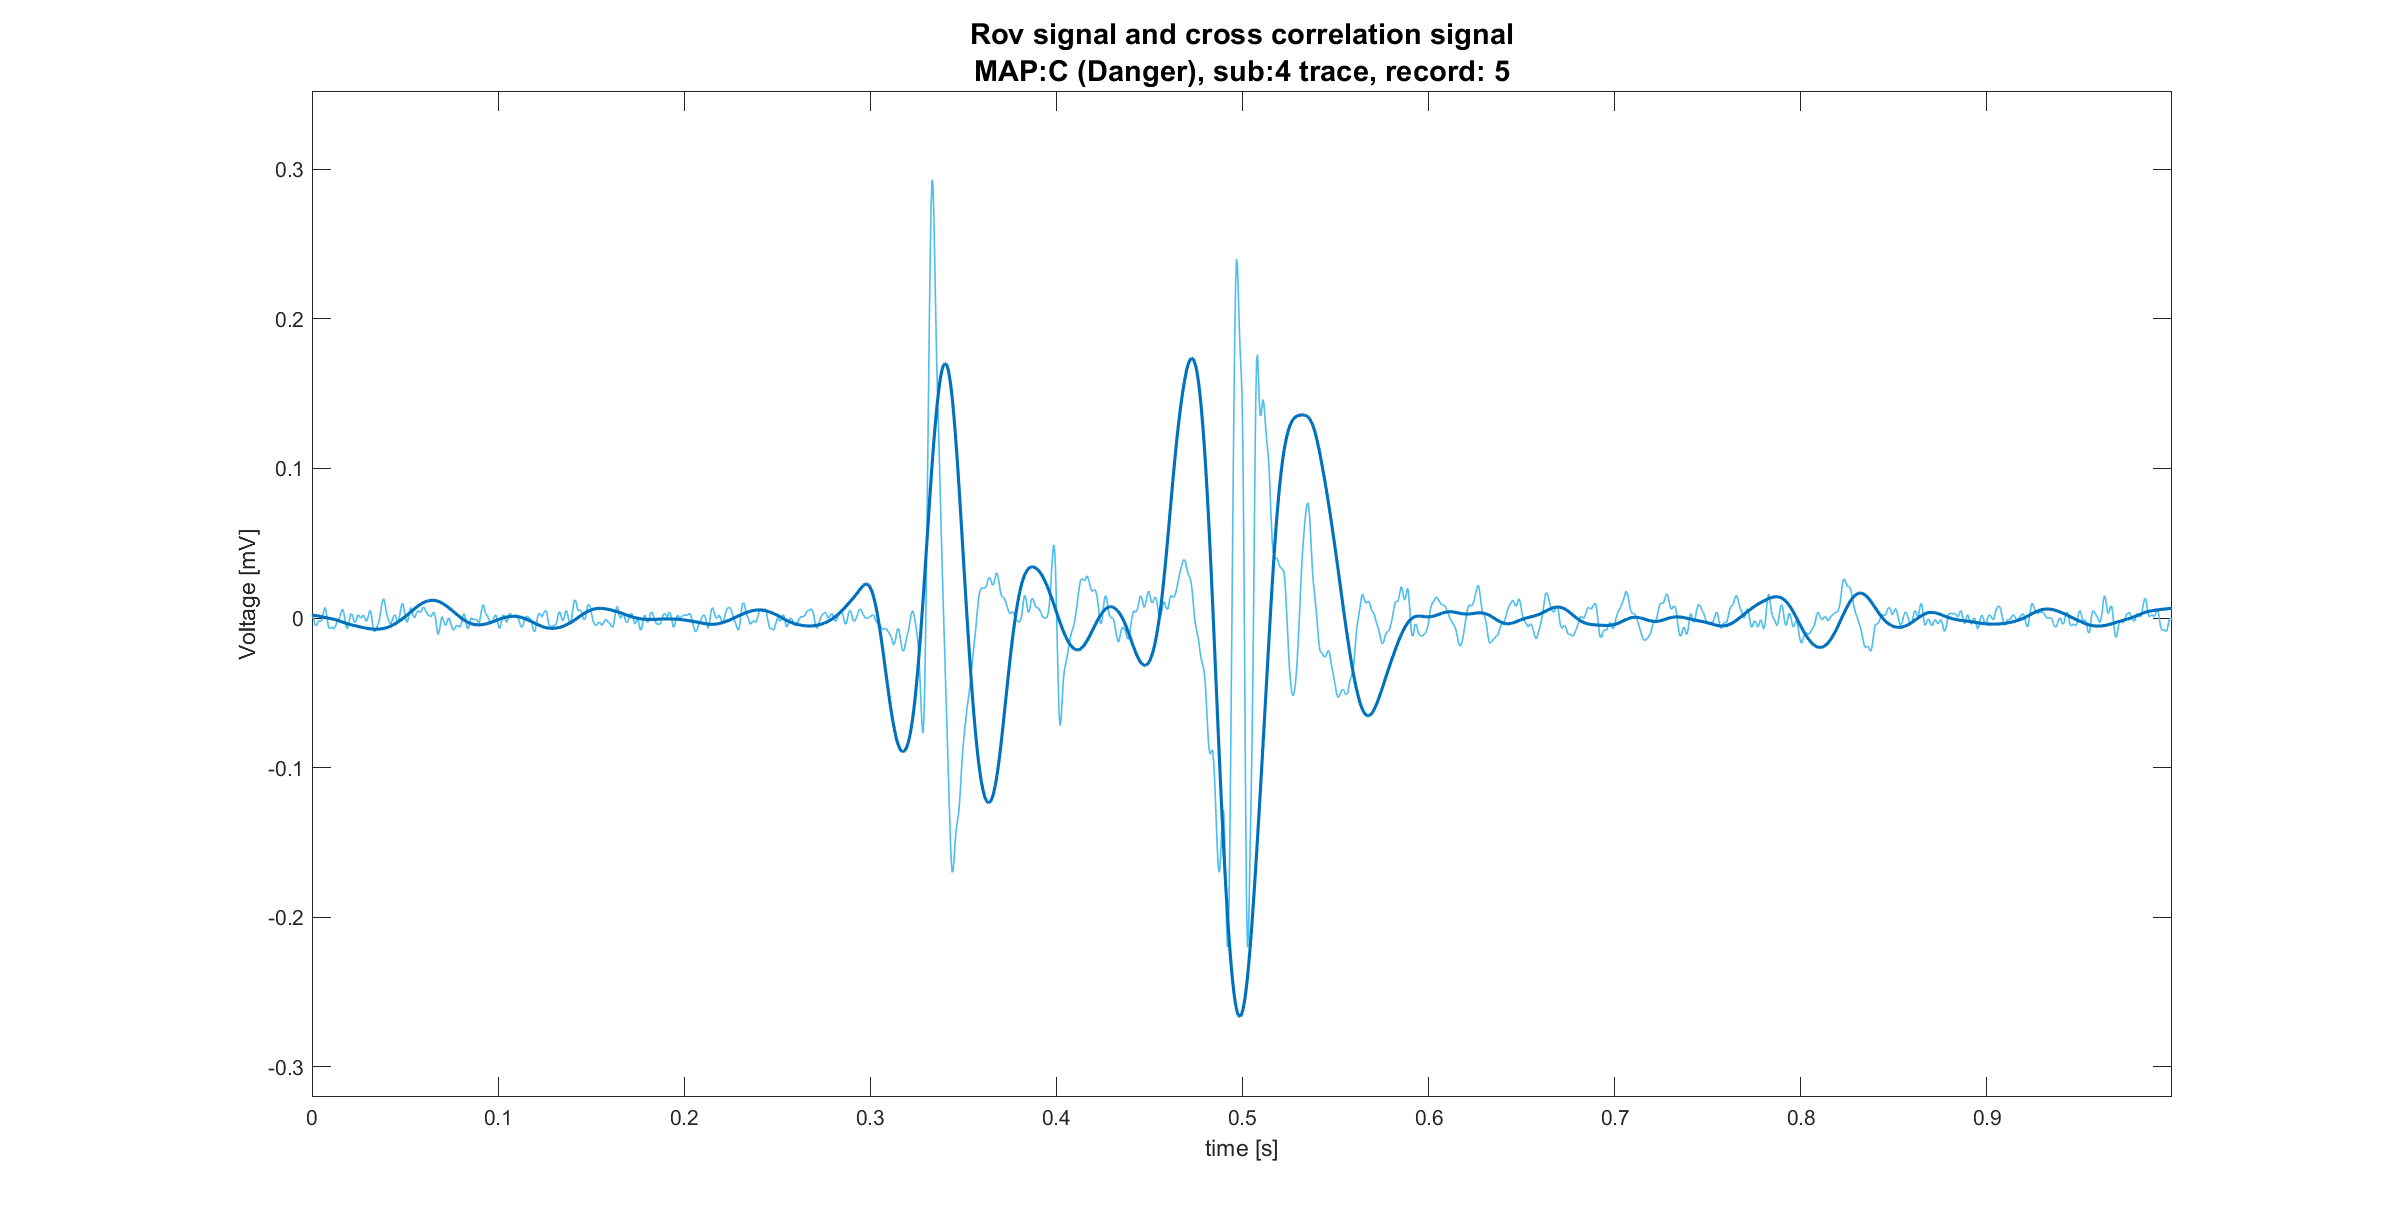 Rov signal and cross correlation signal
MAP:C (Danger), sub:4 trace, record: 5
Voltage [mV]
0.3
0.2
0.1
0
-0.1
-0.2
-0.3
0 0.1 0.2 0.3 0.4 0.5 0.6 0.7 0.8 0.9
time [s]